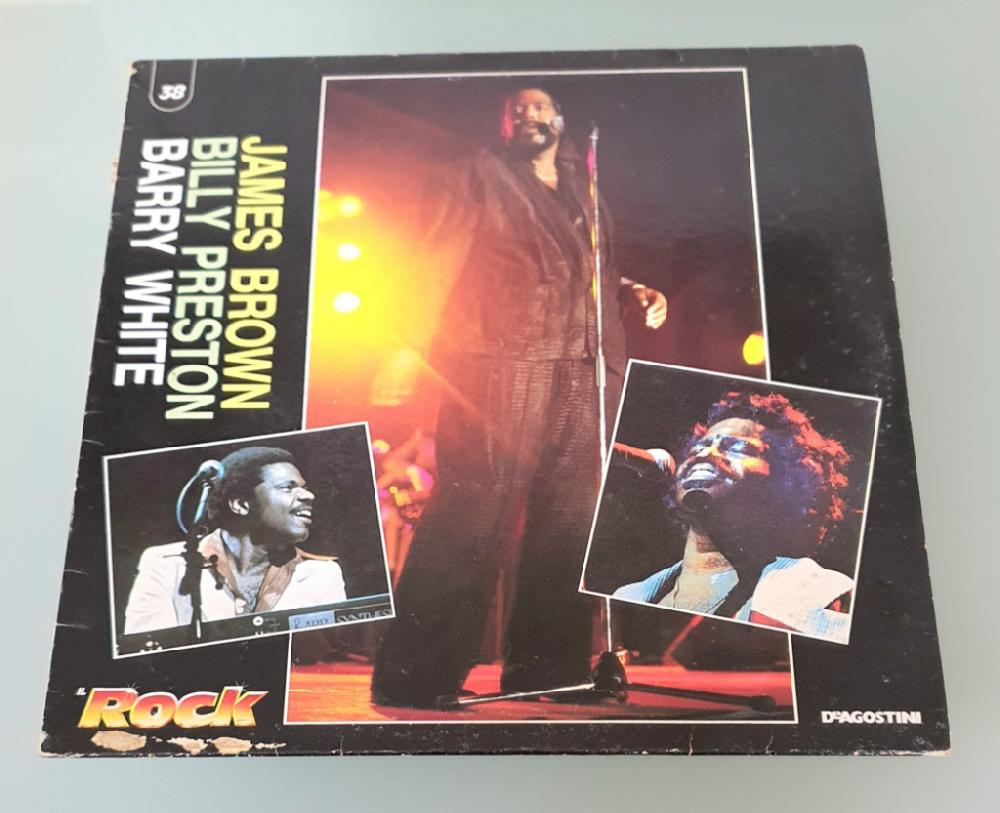 38
JAMES BROWN
BILLY PRESTON
BARRY WHITE
IL Rock
DeAGOSTINI